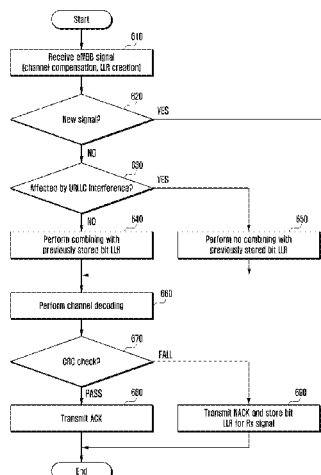 Start
610
Receive eMBB signal
(channel compensation, LLR creation)
620
New signal?
YES
NO
630
Affected by URLLC Interference?
YES
NO
640
650
Perform combining with
previously stored bit LLR
Perform no combining with
previously stored bit LLR
660
Perform channel decoding
670
CRC check?
FALL
PASS
680
690
Transmit ACK
Transmit NACK and store bit
LLR for Rx signal
End